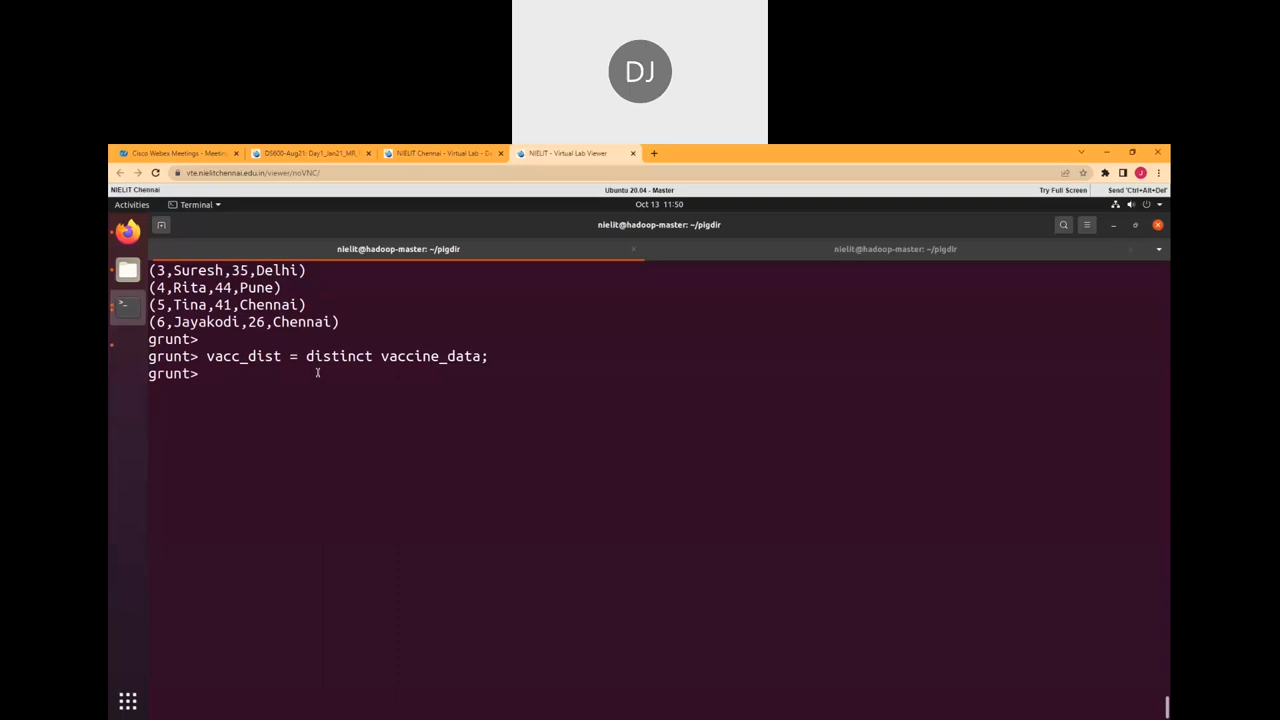 DJ
Cisco Webex Meetings - Meetin
DS600-Aug21: Day1_Jan21_MR,
NIELIT Chennai - Virtual Lab - D
NIELIT - Virtual Lab Viewer
vte.nielitchennai.edu.in/viewer/noVNC/
NIELIT Chennai
Ubuntu 20.04 - Master
Try Full Screen
Send 'Ctrl+Alt+Del'
Activities
Terminal
Oct 13 11:50
nielit@hadoop-master: ~/pigdir
nielit@hadoop-master: ~/pigdir
nielit@hadoop-master: ~/pigdir
(3,Suresh,35,Delhi)
(4,Rita,44,Pune)
(5,Tina,41,Chennai)
(6,Jayakodi,26,Chennai)
grunt>
grunt> vacc_dist = distinct vaccine_data;
grunt>